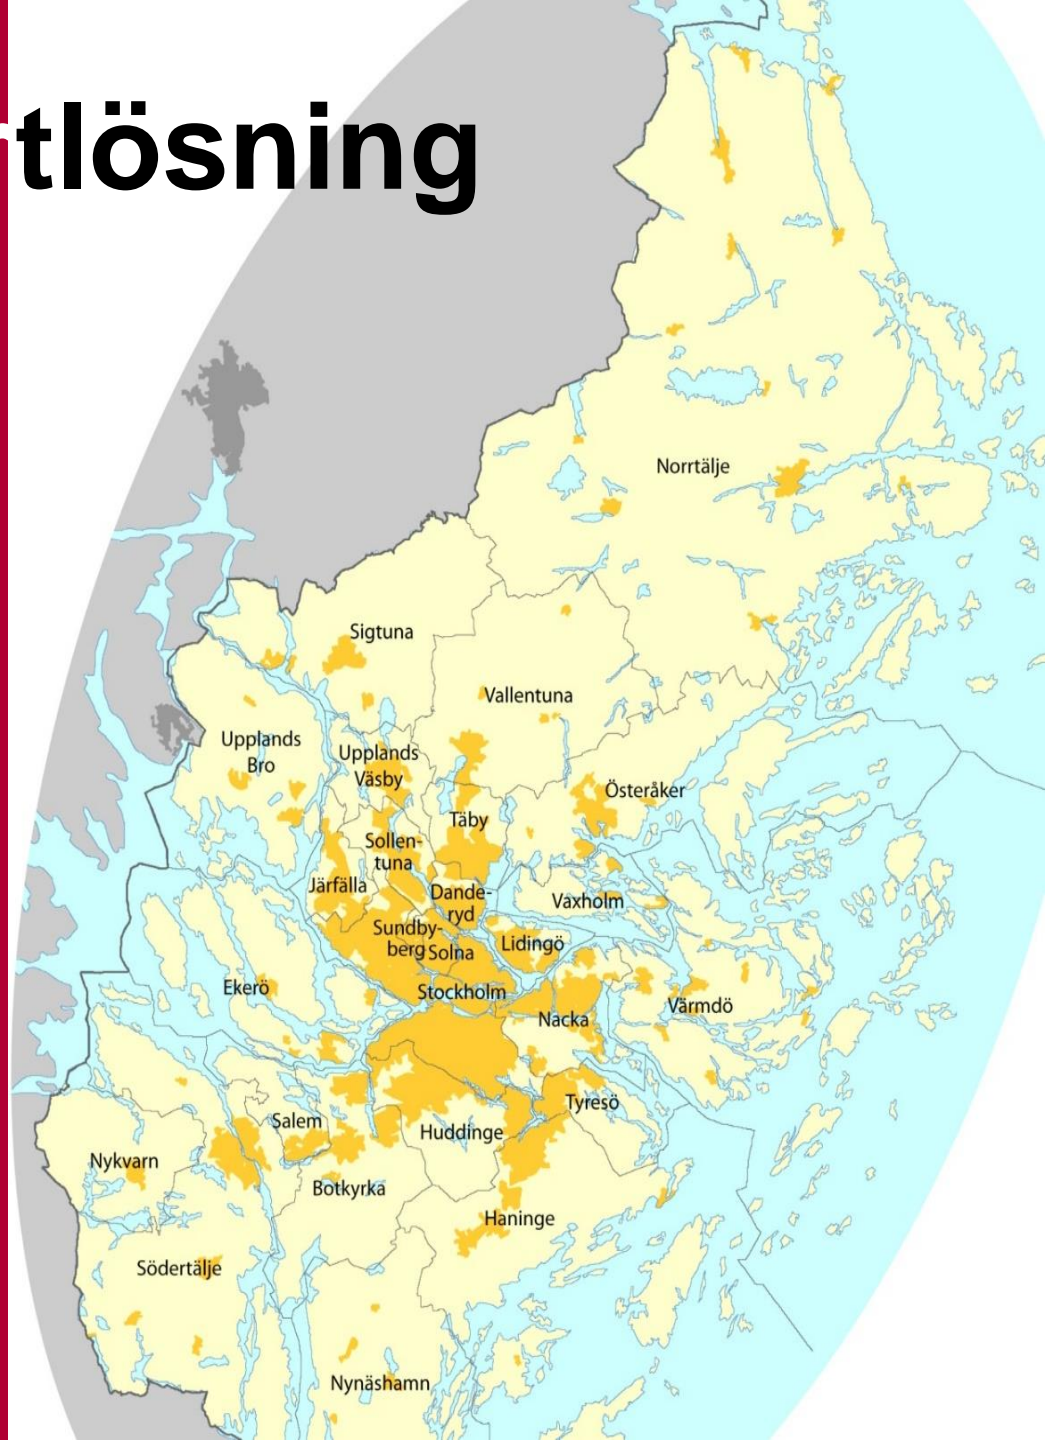 tlösning
Norrtälje
Sigtuna
Vallentuna
Upplands
Bro
Upplands
Väsby
Österåker
Täby
Sollen-
tuna
Järfälla
Dande-
ryd
Vaxholm
Sundby-
berg
Solna
Lidingö
Ekerö
Stockholm
Värmdö
Nacka
Tyresö
Salem
Huddinge
Nykvarn
Botkyrka
Haninge
Södertälje
Nynäshamn